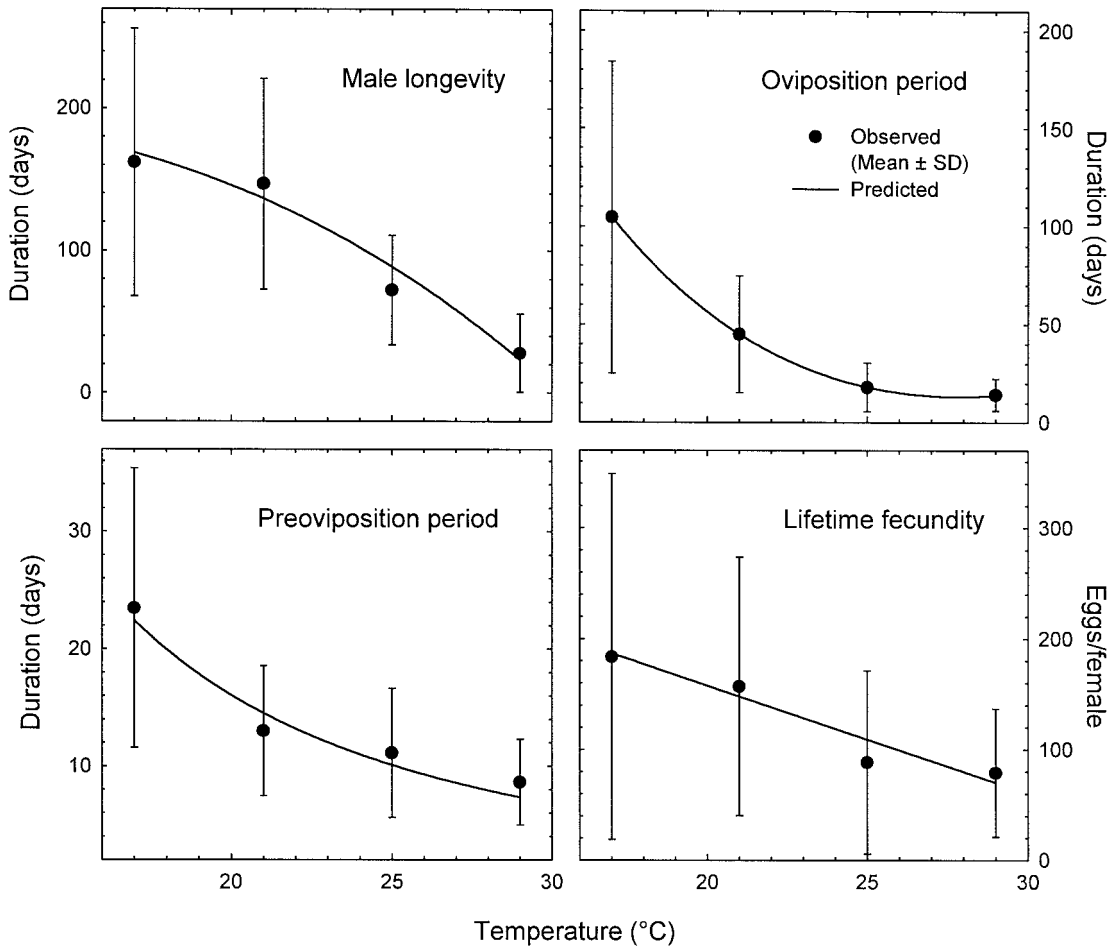 Male longevity
Duration (days)
200
100
0
Oviposition period
Observed
(Mean ± SD)
Predicted
200
150
100
50
0
Duration (days)
Preoviposition period
Duration (days)
30
20
10
20
25
30
Lifetime fecundity
300
200
100
0
Eggs/female
20
25
30
Temperature (°C)